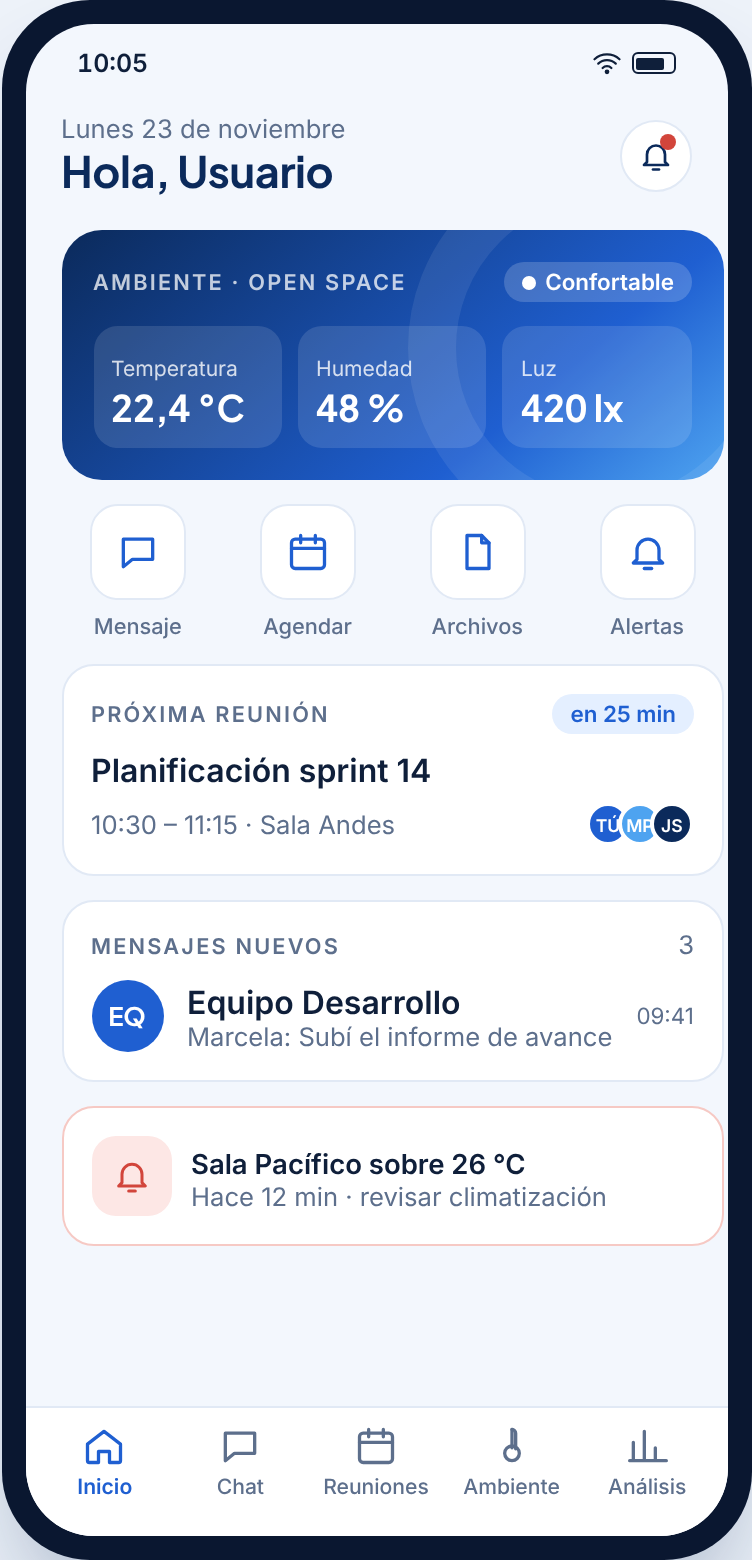 10:05
Lunes 23 de noviembre
Hola, Usuario
AMBIENTE · OPEN SPACE
Confortable
Temperatura
22,4 °C
Humedad
48 %
Luz
420 lx
Mensaje
Agendar
Archivos
Alertas
PRÓXIMA REUNIÓN
en 25 min
Planificación sprint 14
10:30 – 11:15 · Sala Andes
TÚ
MP
JS
MENSAJES NUEVOS
3
EQ
Equipo Desarrollo
09:41
Marcela: Subí el informe de avance
Sala Pacífico sobre 26 °C
Hace 12 min · revisar climatización
Inicio
Chat
Reuniones
Ambiente
Análisis